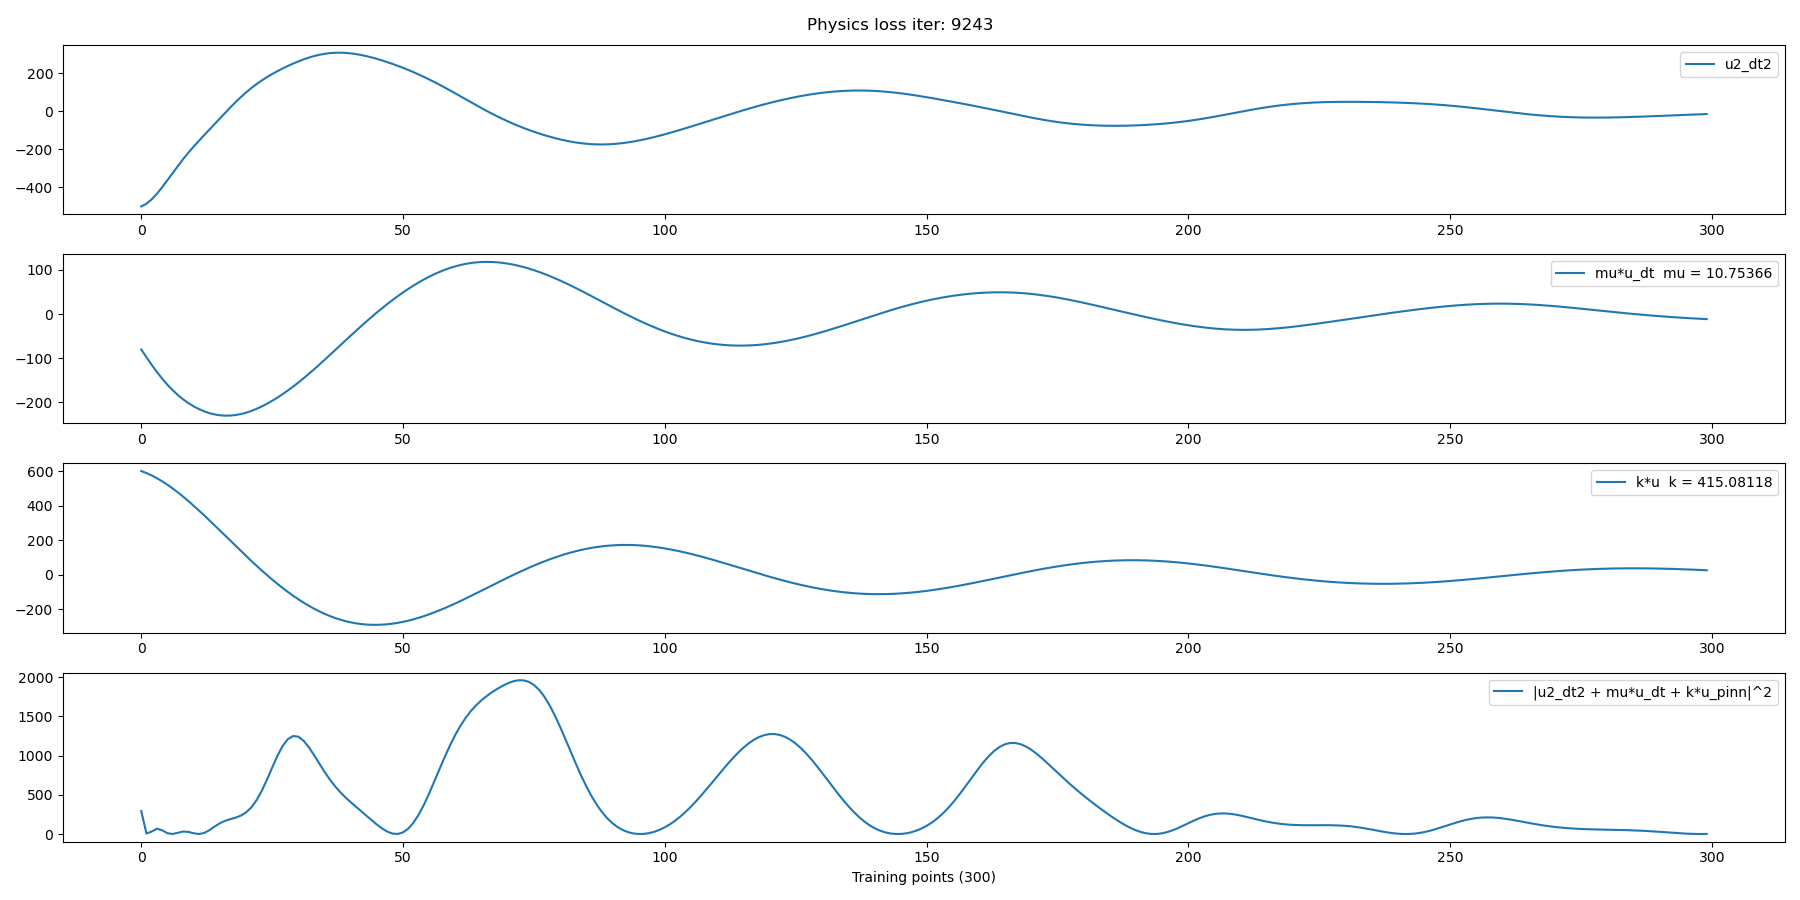 Physics loss iter: 9243
u2_dt2
200
0
−200
−400
0 50 100 150 200 250 300
mu*u_dt  mu = 10.75366
100
0
−100
−200
0 50 100 150 200 250 300
k*u  k = 415.08118
600
400
200
0
−200
0 50 100 150 200 250 300
|u2_dt2 + mu*u_dt + k*u_pinn|^2
2000
1500
1000
500
0
0 50 100 150 200 250 300
Training points (300)